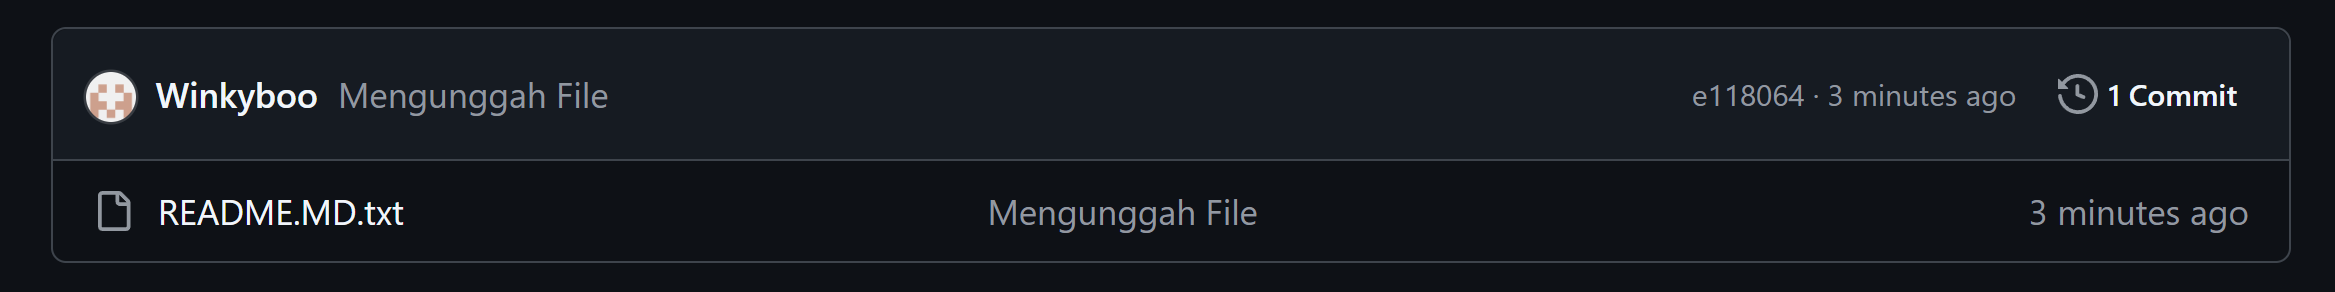 Winkyboo Mengunggah File e118064 · 3 minutes ago 1 Commit
README.MD.txt Mengunggah File 3 minutes ago